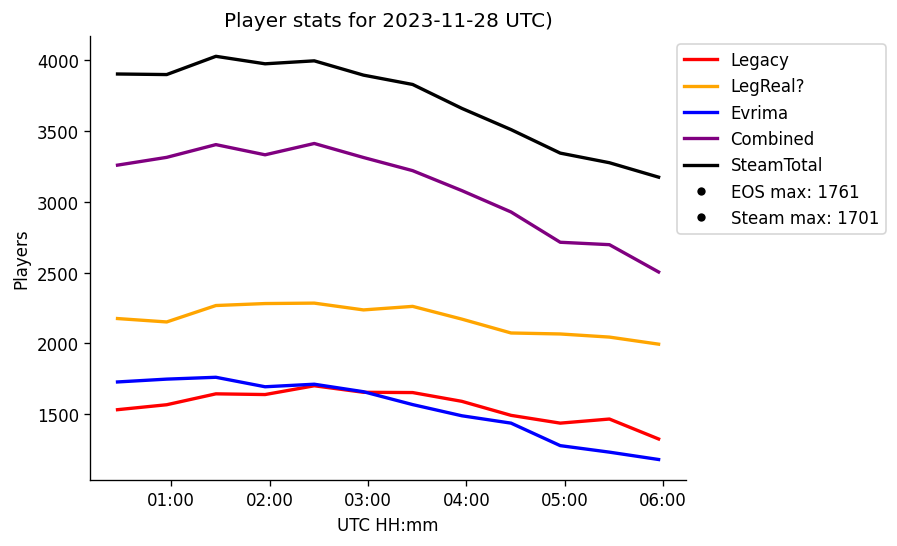 Player stats for 2023-11-28 UTC)
Legacy
LegReal?
Evrima
Combined
SteamTotal
EOS max: 1761
Steam max: 1701
Players
4000
3500
3000
2500
2000
1500
01:00 02:00 03:00 04:00 05:00 06:00
UTC HH:mm